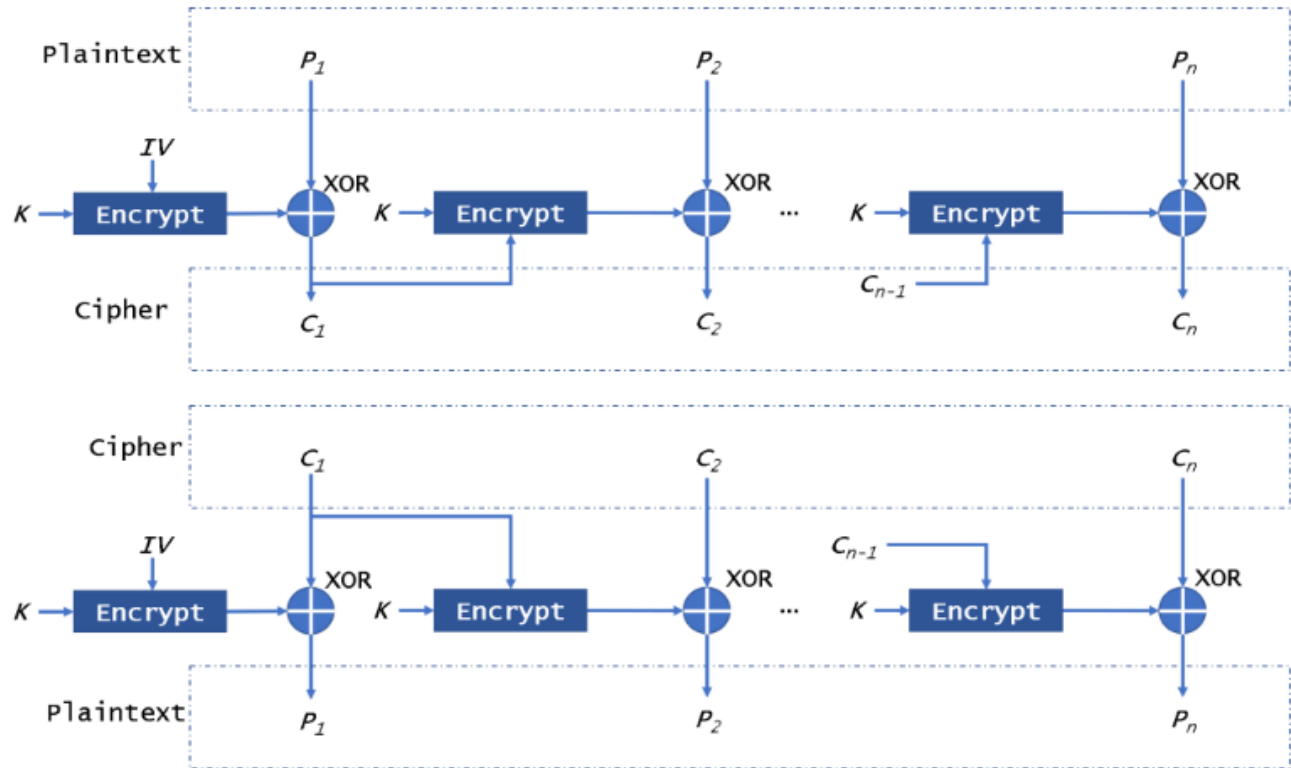 Plaintext P₁ P₂ Pₙ
IV XOR XOR XOR
K Encrypt K Encrypt ... K Encrypt
Cₙ₋₁
Cipher C₁ C₂ Cₙ
Cipher C₁ C₂ Cₙ
IV XOR XOR Cₙ₋₁ XOR
K Encrypt K Encrypt ... K Encrypt
Plaintext P₁ P₂ Pₙ